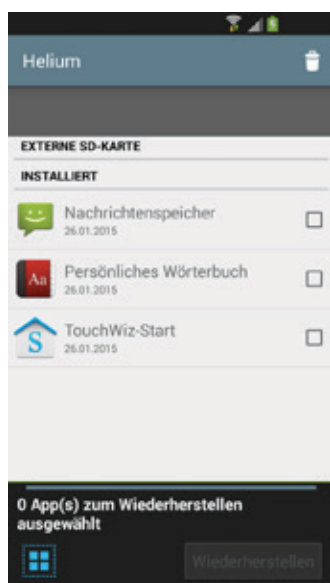 Helium
EXTERNE SD-KARTE
INSTALLIERT
Nachrichtenspeicher
26.01.2015
Aa
Persönliches Wörterbuch
26.01.2015
S
TouchWiz-Start
26.01.2015
0 App(s) zum Wiederherstellen
ausgewählt
Wiederherstellen